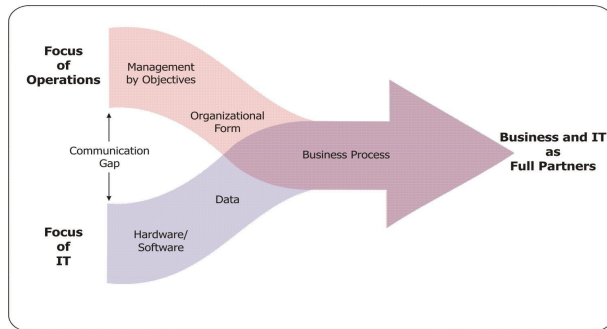 Focus
of
Operations
Management
by Objectives
Organizational
Form
Communication
Gap
Business Process
Business and IT
as
Full Partners
Data
Focus
of
IT
Hardware/
Software